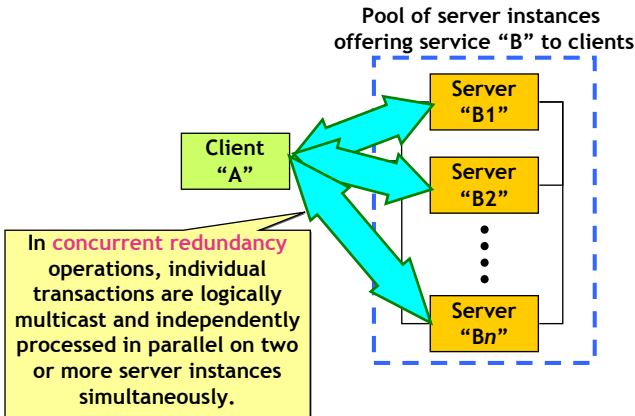 Pool of server instances
offering service “B” to clients
Server
“B1”
Client
“A”
Server
“B2”
In concurrent redundancy
operations, individual
transactions are logically
multicast and independently
processed in parallel on two
or more server instances
simultaneously.
Server
“Bn”